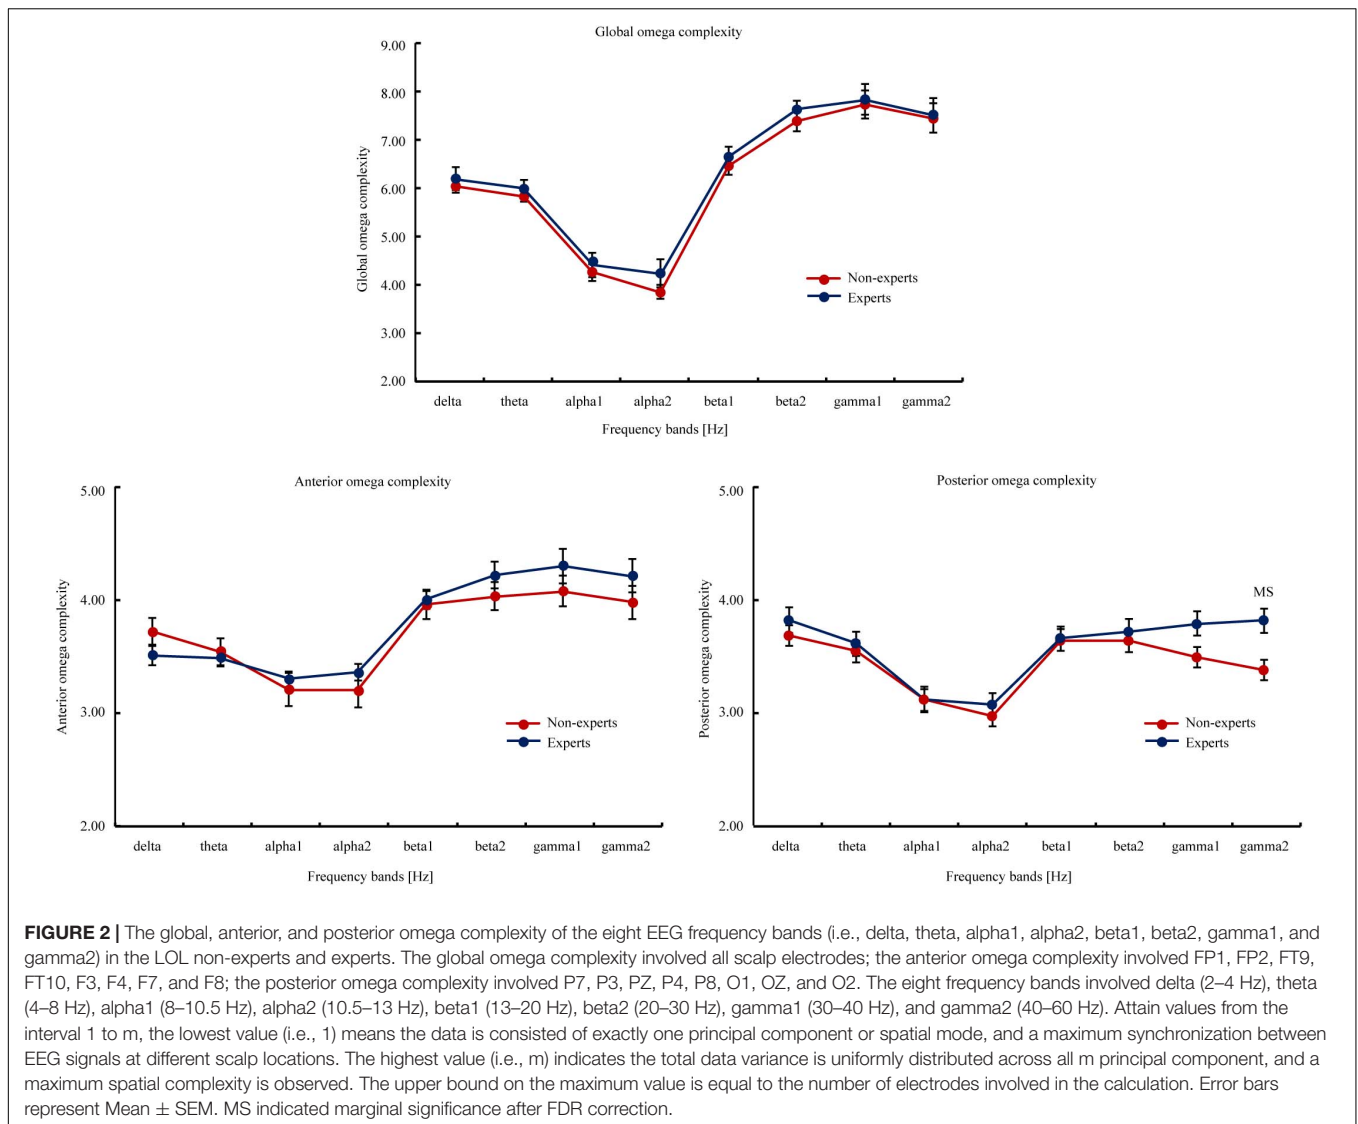 Global omega complexity
9.00
8.00
7.00
6.00
5.00
4.00
3.00
2.00
Global omega complexity
Non-experts
Experts
delta theta alpha1 alpha2 beta1 beta2 gamma1 gamma2
Frequency bands [Hz]
Anterior omega complexity
5.00
4.00
3.00
2.00
Anterior omega complexity
Non-experts
Experts
delta theta alpha1 alpha2 beta1 beta2 gamma1 gamma2
Frequency bands [Hz]
Posterior omega complexity
5.00
4.00
3.00
2.00
Posterior omega complexity
MS
Non-experts
Experts
delta theta alpha1 alpha2 beta1 beta2 gamma1 gamma2
Frequency bands [Hz]
FIGURE 2 | The global, anterior, and posterior omega complexity of the eight EEG frequency bands (i.e., delta, theta, alpha1, alpha2, beta1, beta2, gamma1, and
gamma2) in the LOL non-experts and experts. The global omega complexity involved all scalp electrodes; the anterior omega complexity involved FP1, FP2, FT9,
FT10, F3, F4, F7, and F8; the posterior omega complexity involved P7, P3, PZ, P4, P8, O1, OZ, and O2. The eight frequency bands involved delta (2–4 Hz), theta
(4–8 Hz), alpha1 (8–10.5 Hz), alpha2 (10.5–13 Hz), beta1 (13–20 Hz), beta2 (20–30 Hz), gamma1 (30–40 Hz), and gamma2 (40–60 Hz). Attain values from the
interval 1 to m, the lowest value (i.e., 1) means the data is consisted of exactly one principal component or spatial mode, and a maximum synchronization between
EEG signals at different scalp locations. The highest value (i.e., m) indicates the total data variance is uniformly distributed across all m principal component, and a
maximum spatial complexity is observed. The upper bound on the maximum value is equal to the number of electrodes involved in the calculation. Error bars
represent Mean ± SEM. MS indicated marginal significance after FDR correction.